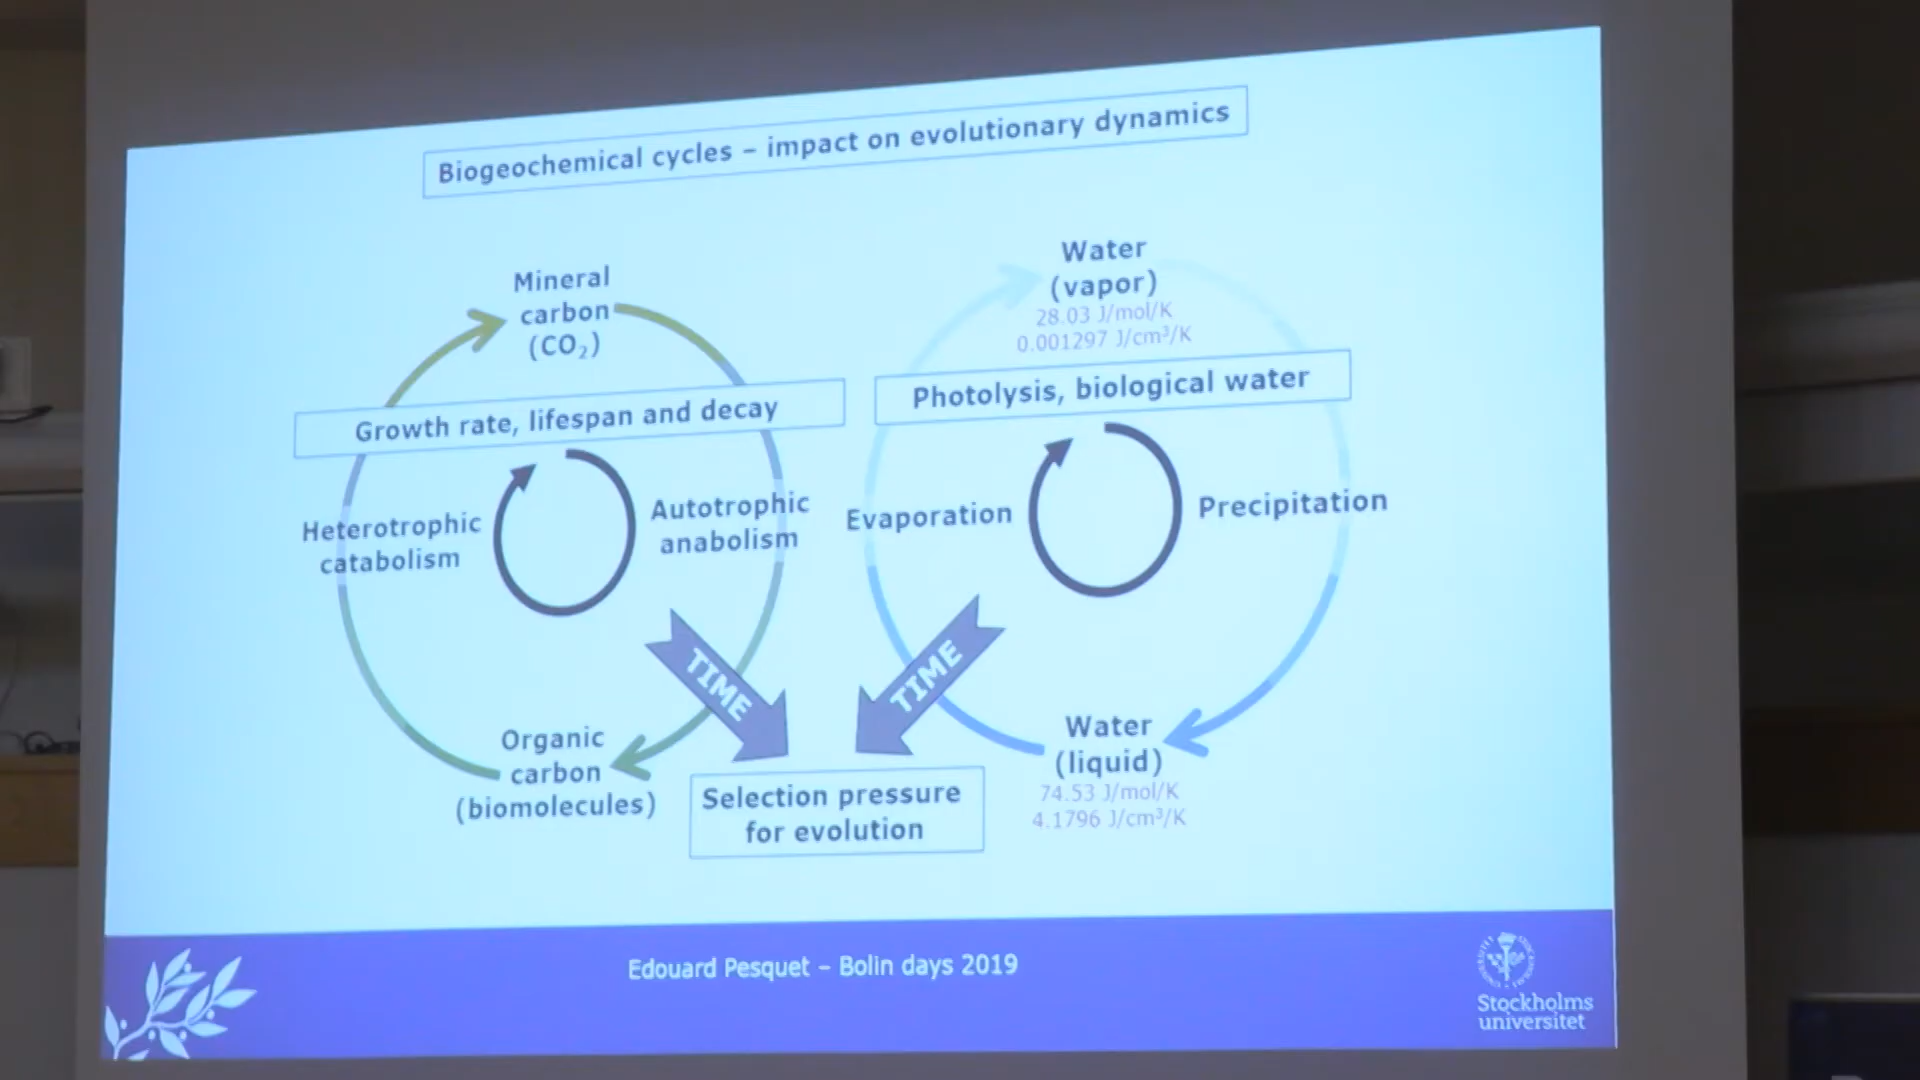 Biogeochemical cycles – impact on evolutionary dynamics
Mineral
carbon
(CO₂)
Growth rate, lifespan and decay
Heterotrophic
catabolism
Autotrophic
anabolism
Organic
carbon
(biomolecules)
TIME
Water
(vapor)
28.03 J/mol/K
0.001297 J/cm³/K
Photolysis, biological water
Evaporation
Precipitation
TIME
Water
(liquid)
74.53 J/mol/K
4.1796 J/cm³/K
Selection pressure
for evolution
Edouard Pesquet – Bolin days 2019
Stockholms
universitet